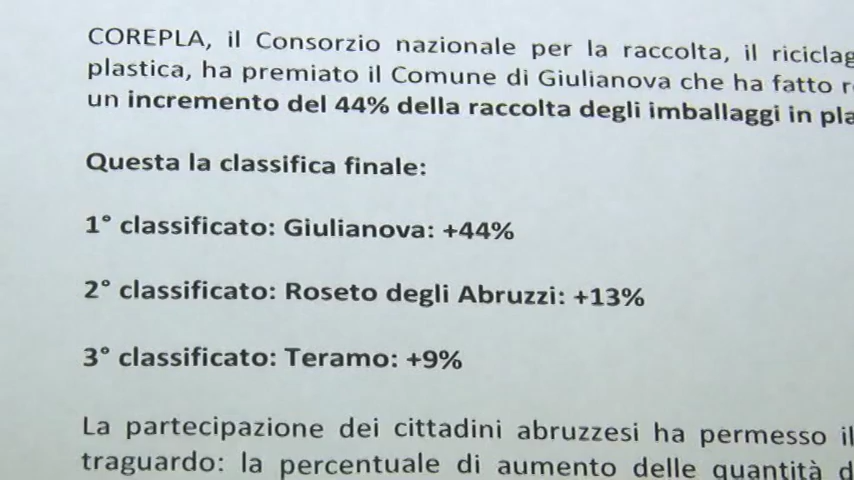 COREPLA, il Consorzio nazionale per la raccolta, il
plastica, ha premiato il Comune di Giulianova che ha fatto
un incremento del 44% della raccolta degli imballaggi in
Questa la classifica finale:
1° classificato: Giulianova: +44%
2° classificato: Roseto degli Abruzzi: +13%
3° classificato: Teramo: +9%
La partecipazione dei cittadini abruzzesi ha permesso il
traguardo: la percentuale di aumento delle quantità